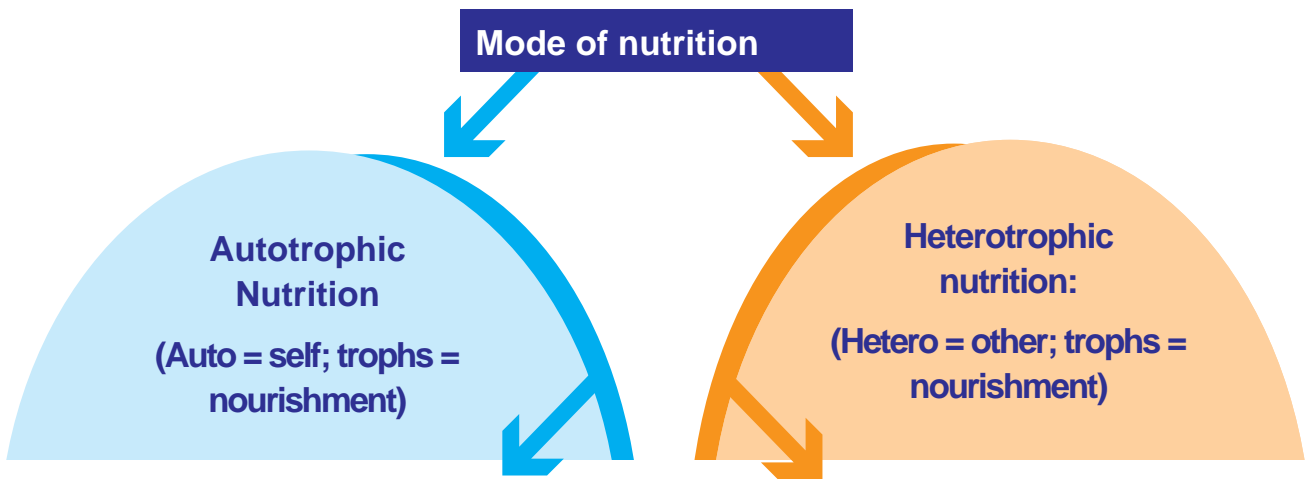 Mode of nutrition
Autotrophic
Nutrition
(Auto = self; trophs =
nourishment)
Heterotrophic
nutrition:
(Hetero = other; trophs =
nourishment)